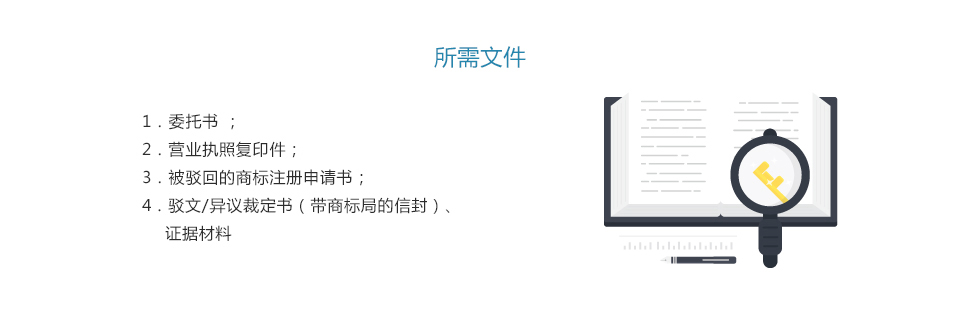 所需文件
1．委托书 ；
2．营业执照复印件；
3．被驳回的商标注册申请书；
4．驳文/异议裁定书（带商标局的信封）、
证据材料